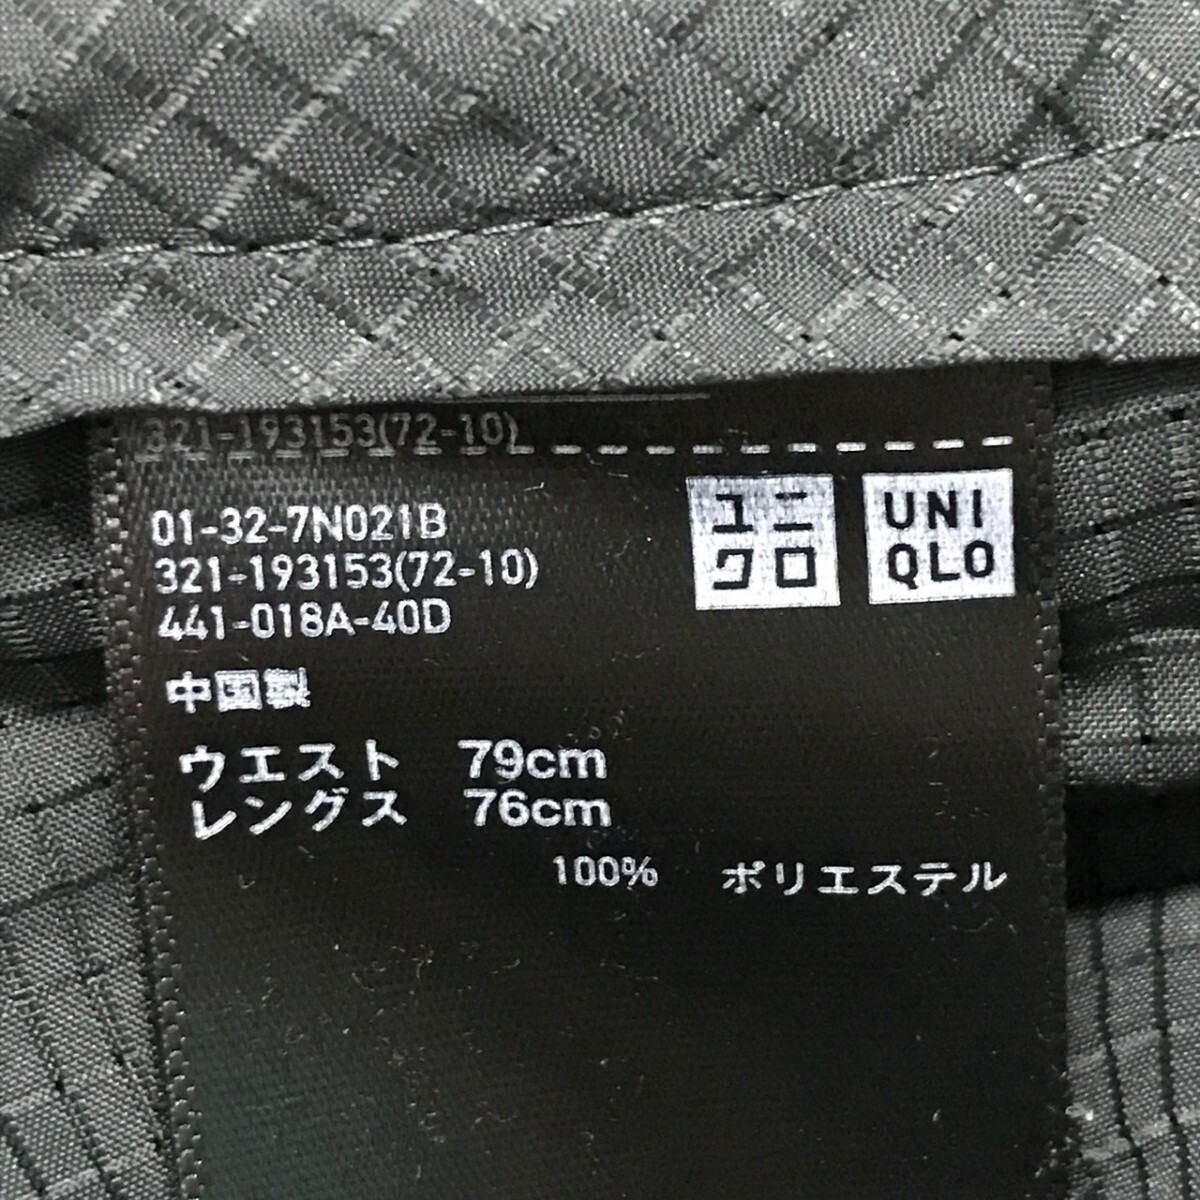 321-193153(72-10)
01-32-7N021B
321-193153(72-10)
441-018A-40D
ユニ
クロ
UNI
QLO
中国製
ウエスト 79cm
レングス 76cm
100% ポリエステル